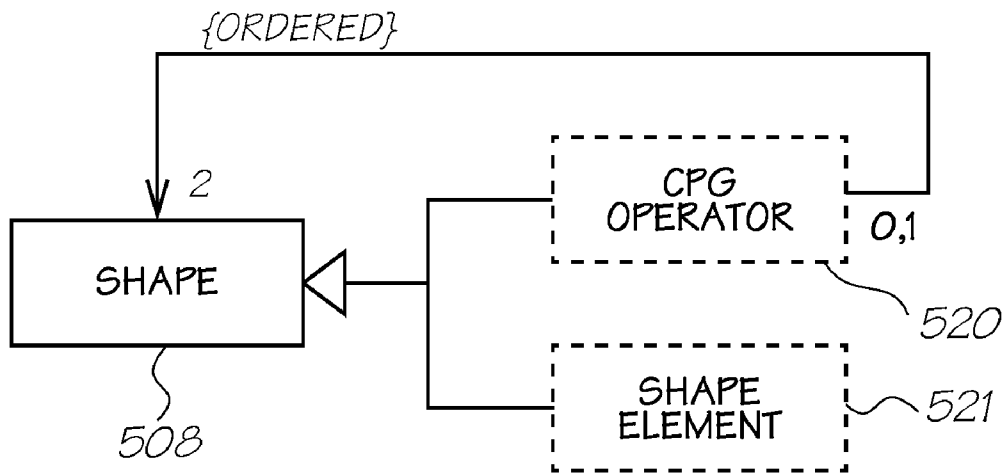 {ORDERED}
2
SHAPE
CPG
OPERATOR
0,1
520
SHAPE
ELEMENT
521
508